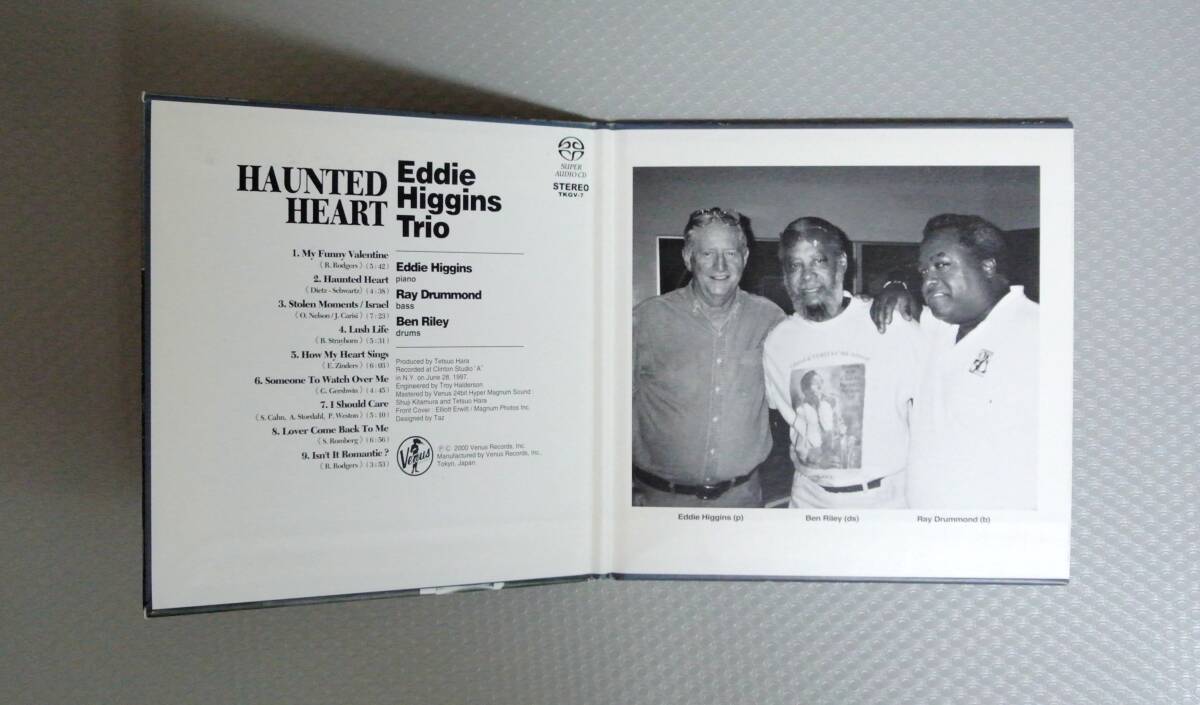 HAUNTED
HEART
Eddie
Higgins
Trio
SUPER
AUDIO CD
STEREO
TKGV-7
1. My Funny Valentine
( R. Rodgers ) ( 5 : 42 )
2. Haunted Heart
( Dietz - Schwartz ) ( 4 : 38 )
3. Stolen Moments / Israel
( O. Nelson / J. Carisi ) ( 7 : 23 )
4. Lush Life
( B. Strayhorn ) ( 5 : 31 )
5. How My Heart Sings
( E. Zinders ) ( 6 : 03 )
6. Someone To Watch Over Me
( G. Gershwin ) ( 4 : 45 )
7. I Should Care
( S. Cahn, A. Stordahl, P. Weston ) ( 5 : 10 )
8. Lover Come Back To Me
( S. Romberg ) ( 6 : 56 )
9. Isn't It Romantic ?
( R. Rodgers ) ( 3 : 53 )
Eddie Higgins
piano
Ray Drummond
bass
Ben Riley
drums
Produced by Tetsuo Hara
Recorded at Clinton Studio "A"
in N.Y. on June 28, 1997.
Engineered by Troy Halderson
Mastered by Venus 24bit Hyper Magnum Sound
Shuji Kitamura and Tetsuo Hara
Front Cover : Elliott Erwitt / Magnum Photos Inc
Designed by Taz
Venus
℗ © 2000 Venus Records, Inc.
Manufactured by Venus Records, Inc.,
Tokyo, Japan.
Eddie Higgins (p)
Ben Riley (ds)
Ray Drummond (b)